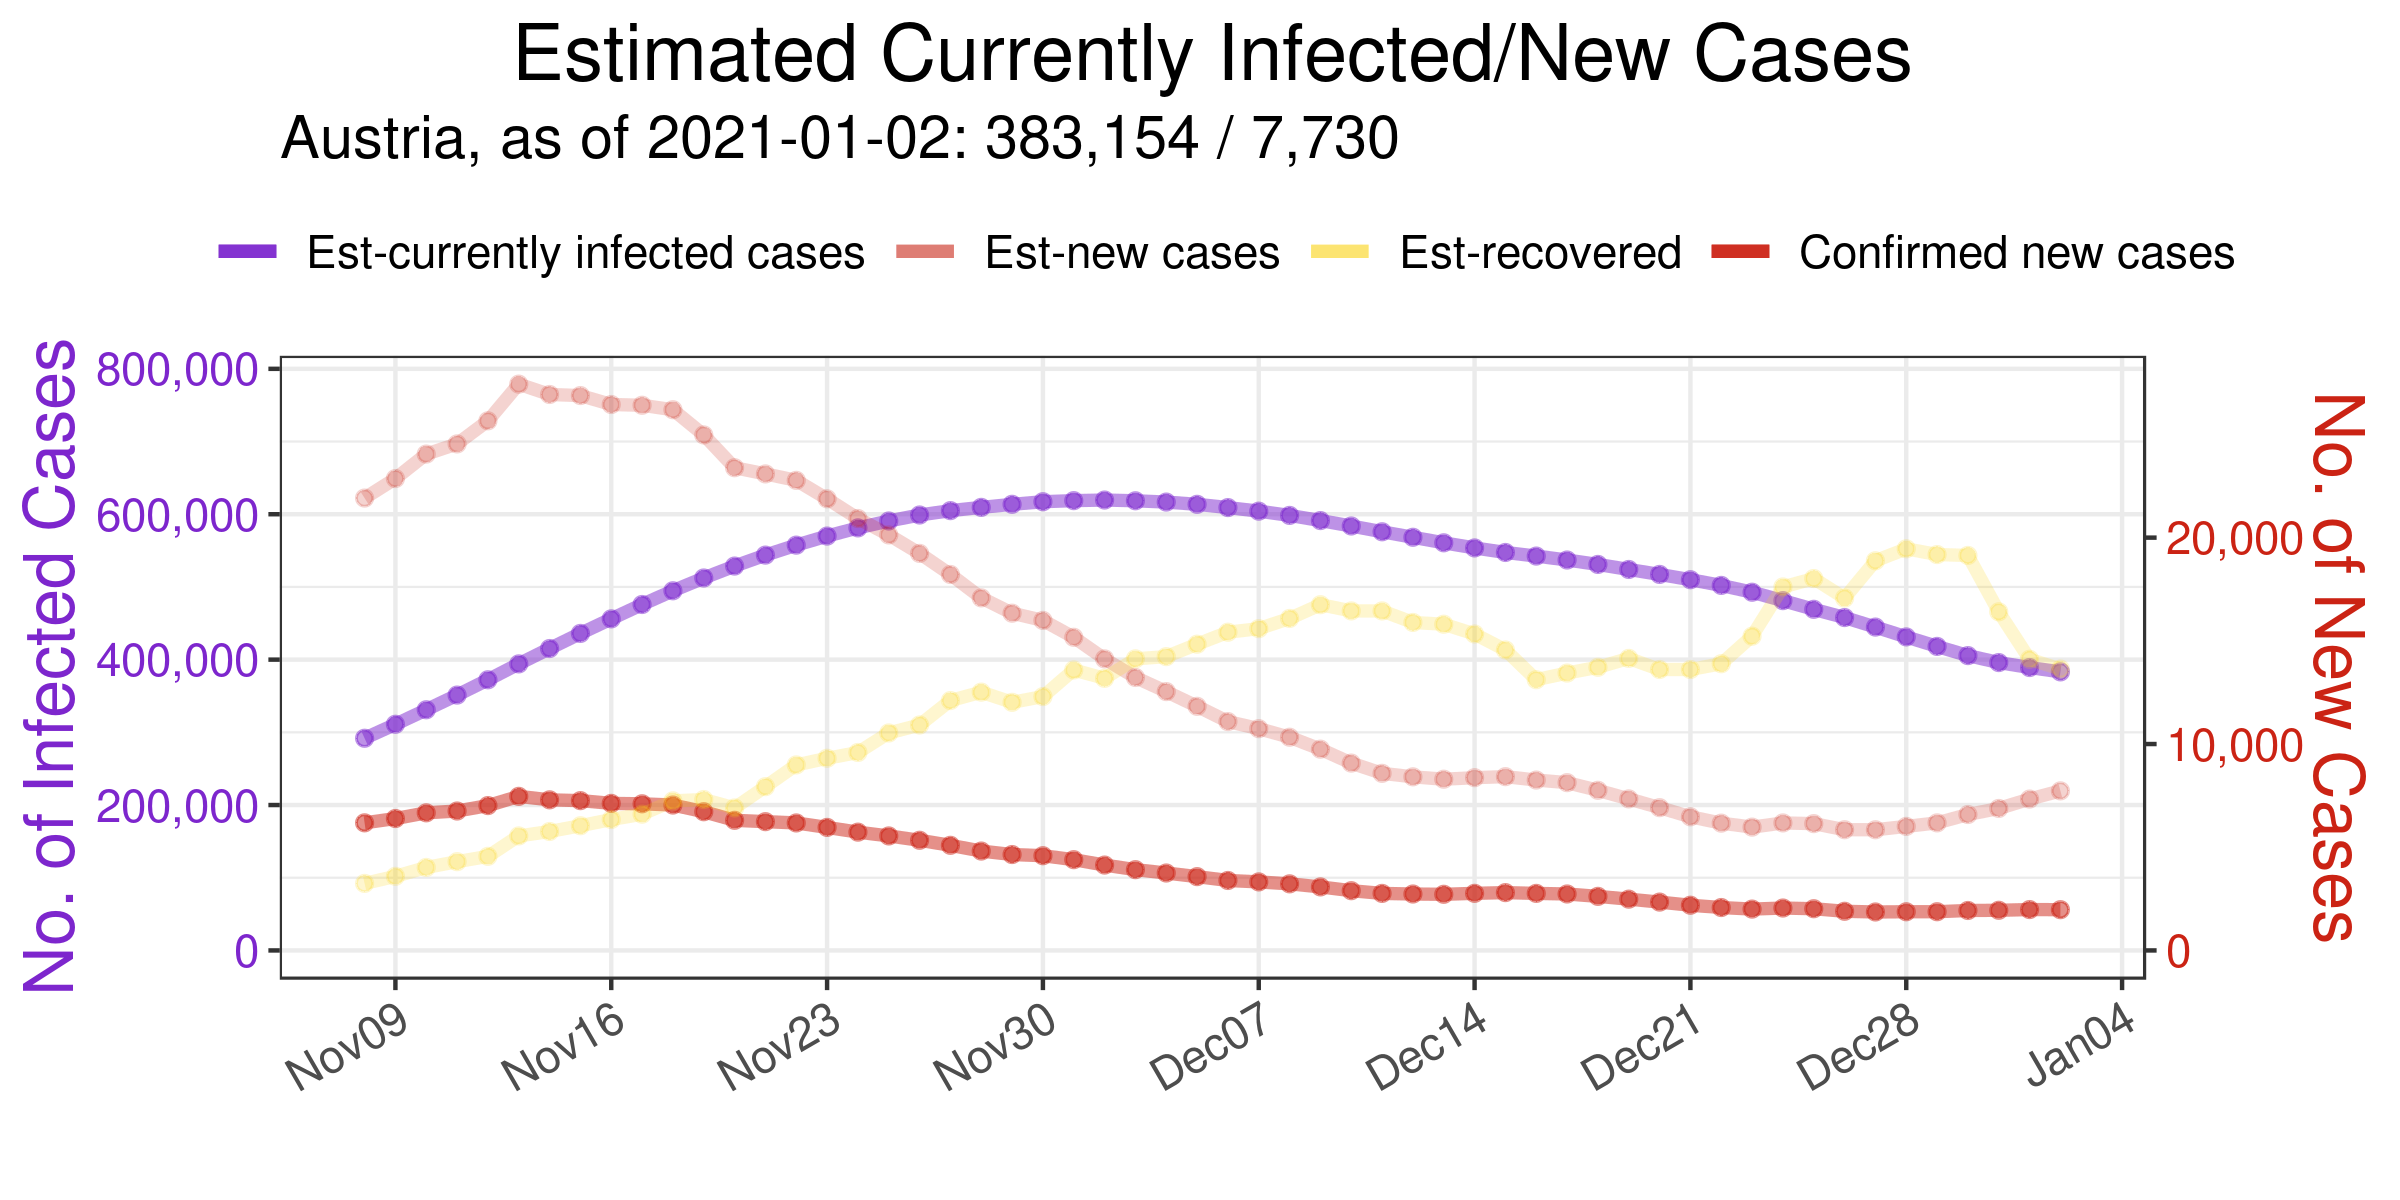 Estimated Currently Infected/New Cases
Austria, as of 2021-01-02: 383,154 / 7,730
Est-currently infected cases
Est-new cases
Est-recovered
Confirmed new cases
No. of Infected Cases
800,000
600,000
400,000
200,000
0
No. of New Cases
20,000
10,000
0
Nov09
Nov16
Nov23
Nov30
Dec07
Dec14
Dec21
Dec28
Jan04